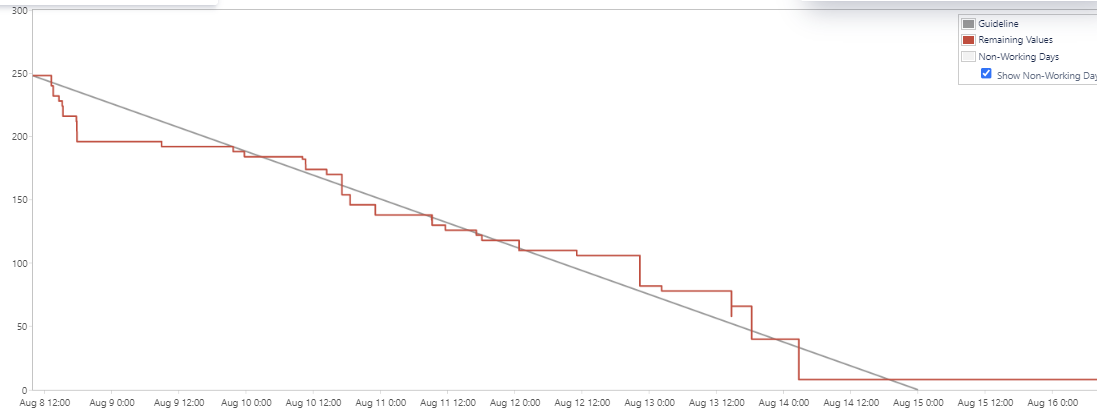 300
Guideline
Remaining Values
Non-Working Days
Show Non-Working Day
250
200
150
100
50
0
Aug 8 12:00 Aug 9 0:00 Aug 9 12:00 Aug 10 0:00 Aug 10 12:00 Aug 11 0:00 Aug 11 12:00 Aug 12 0:00 Aug 12 12:00 Aug 13 0:00 Aug 13 12:00 Aug 14 0:00 Aug 14 12:00 Aug 15 0:00 Aug 15 12:00 Aug 16 0:00